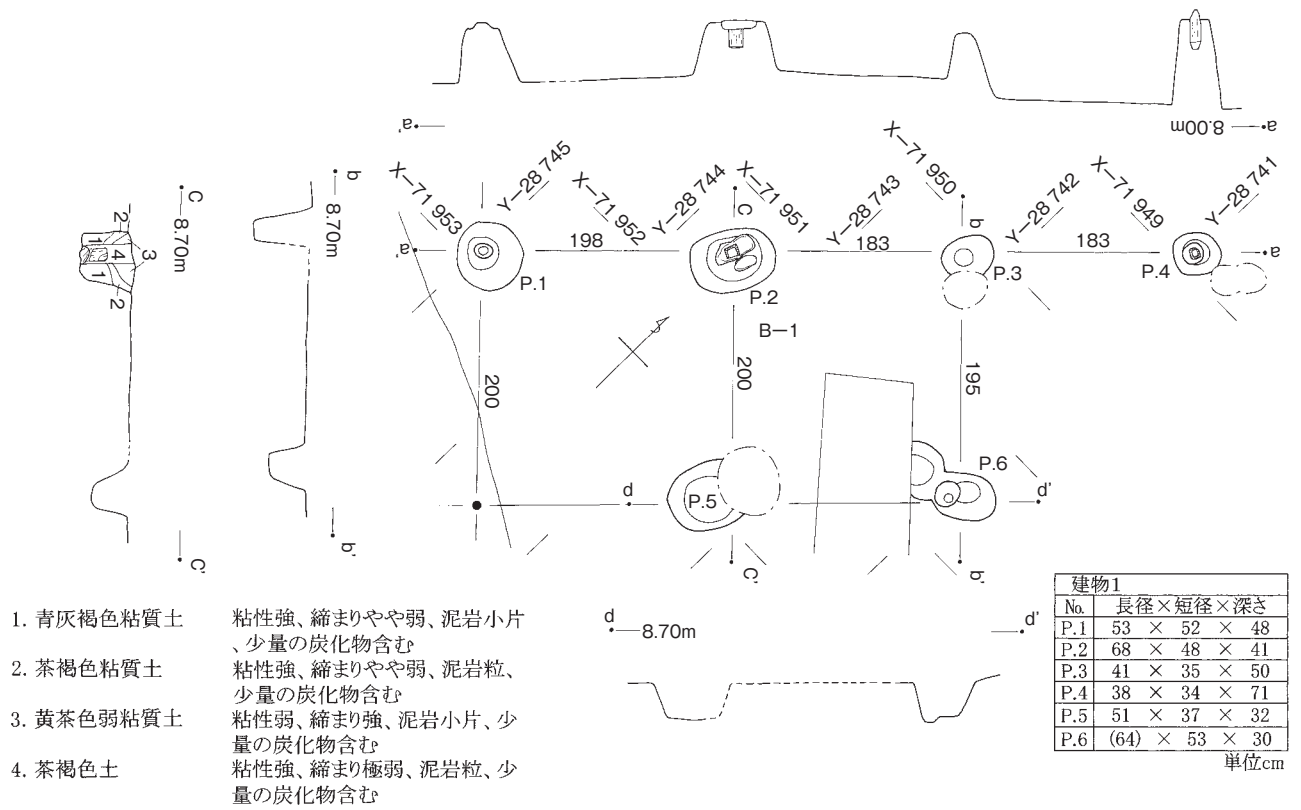 a'
8.00m
a
X−71 953
Y−28 745
X−71 952
Y−28 744
X−71 951
Y−28 743
X−71 950
Y−28 742
X−71 949
Y−28 741
C
8.70m
C'
b
8.70m
b'
2
1
4
3
1
2
a'
198
183
183
a
P.1
P.2
P.3
P.4
C
b
B−1
200
200
195
P.5
P.6
d
d'
C'
b'
1. 青灰褐色粘質土 粘性強、締まりやや弱、泥岩小片
、少量の炭化物含む
2. 茶褐色粘質土 粘性強、締まりやや弱、泥岩粒、
少量の炭化物含む
3. 黄茶色弱粘質土 粘性弱、締まり強、泥岩小片、少
量の炭化物含む
4. 茶褐色土 粘性強、締まり極弱、泥岩粒、少
量の炭化物含む
d
8.70m
d'
建物1
No. 長径×短径×深さ
P.1 53 × 52 × 48
P.2 68 × 48 × 41
P.3 41 × 35 × 50
P.4 38 × 34 × 71
P.5 51 × 37 × 32
P.6 (64) × 53 × 30
単位cm